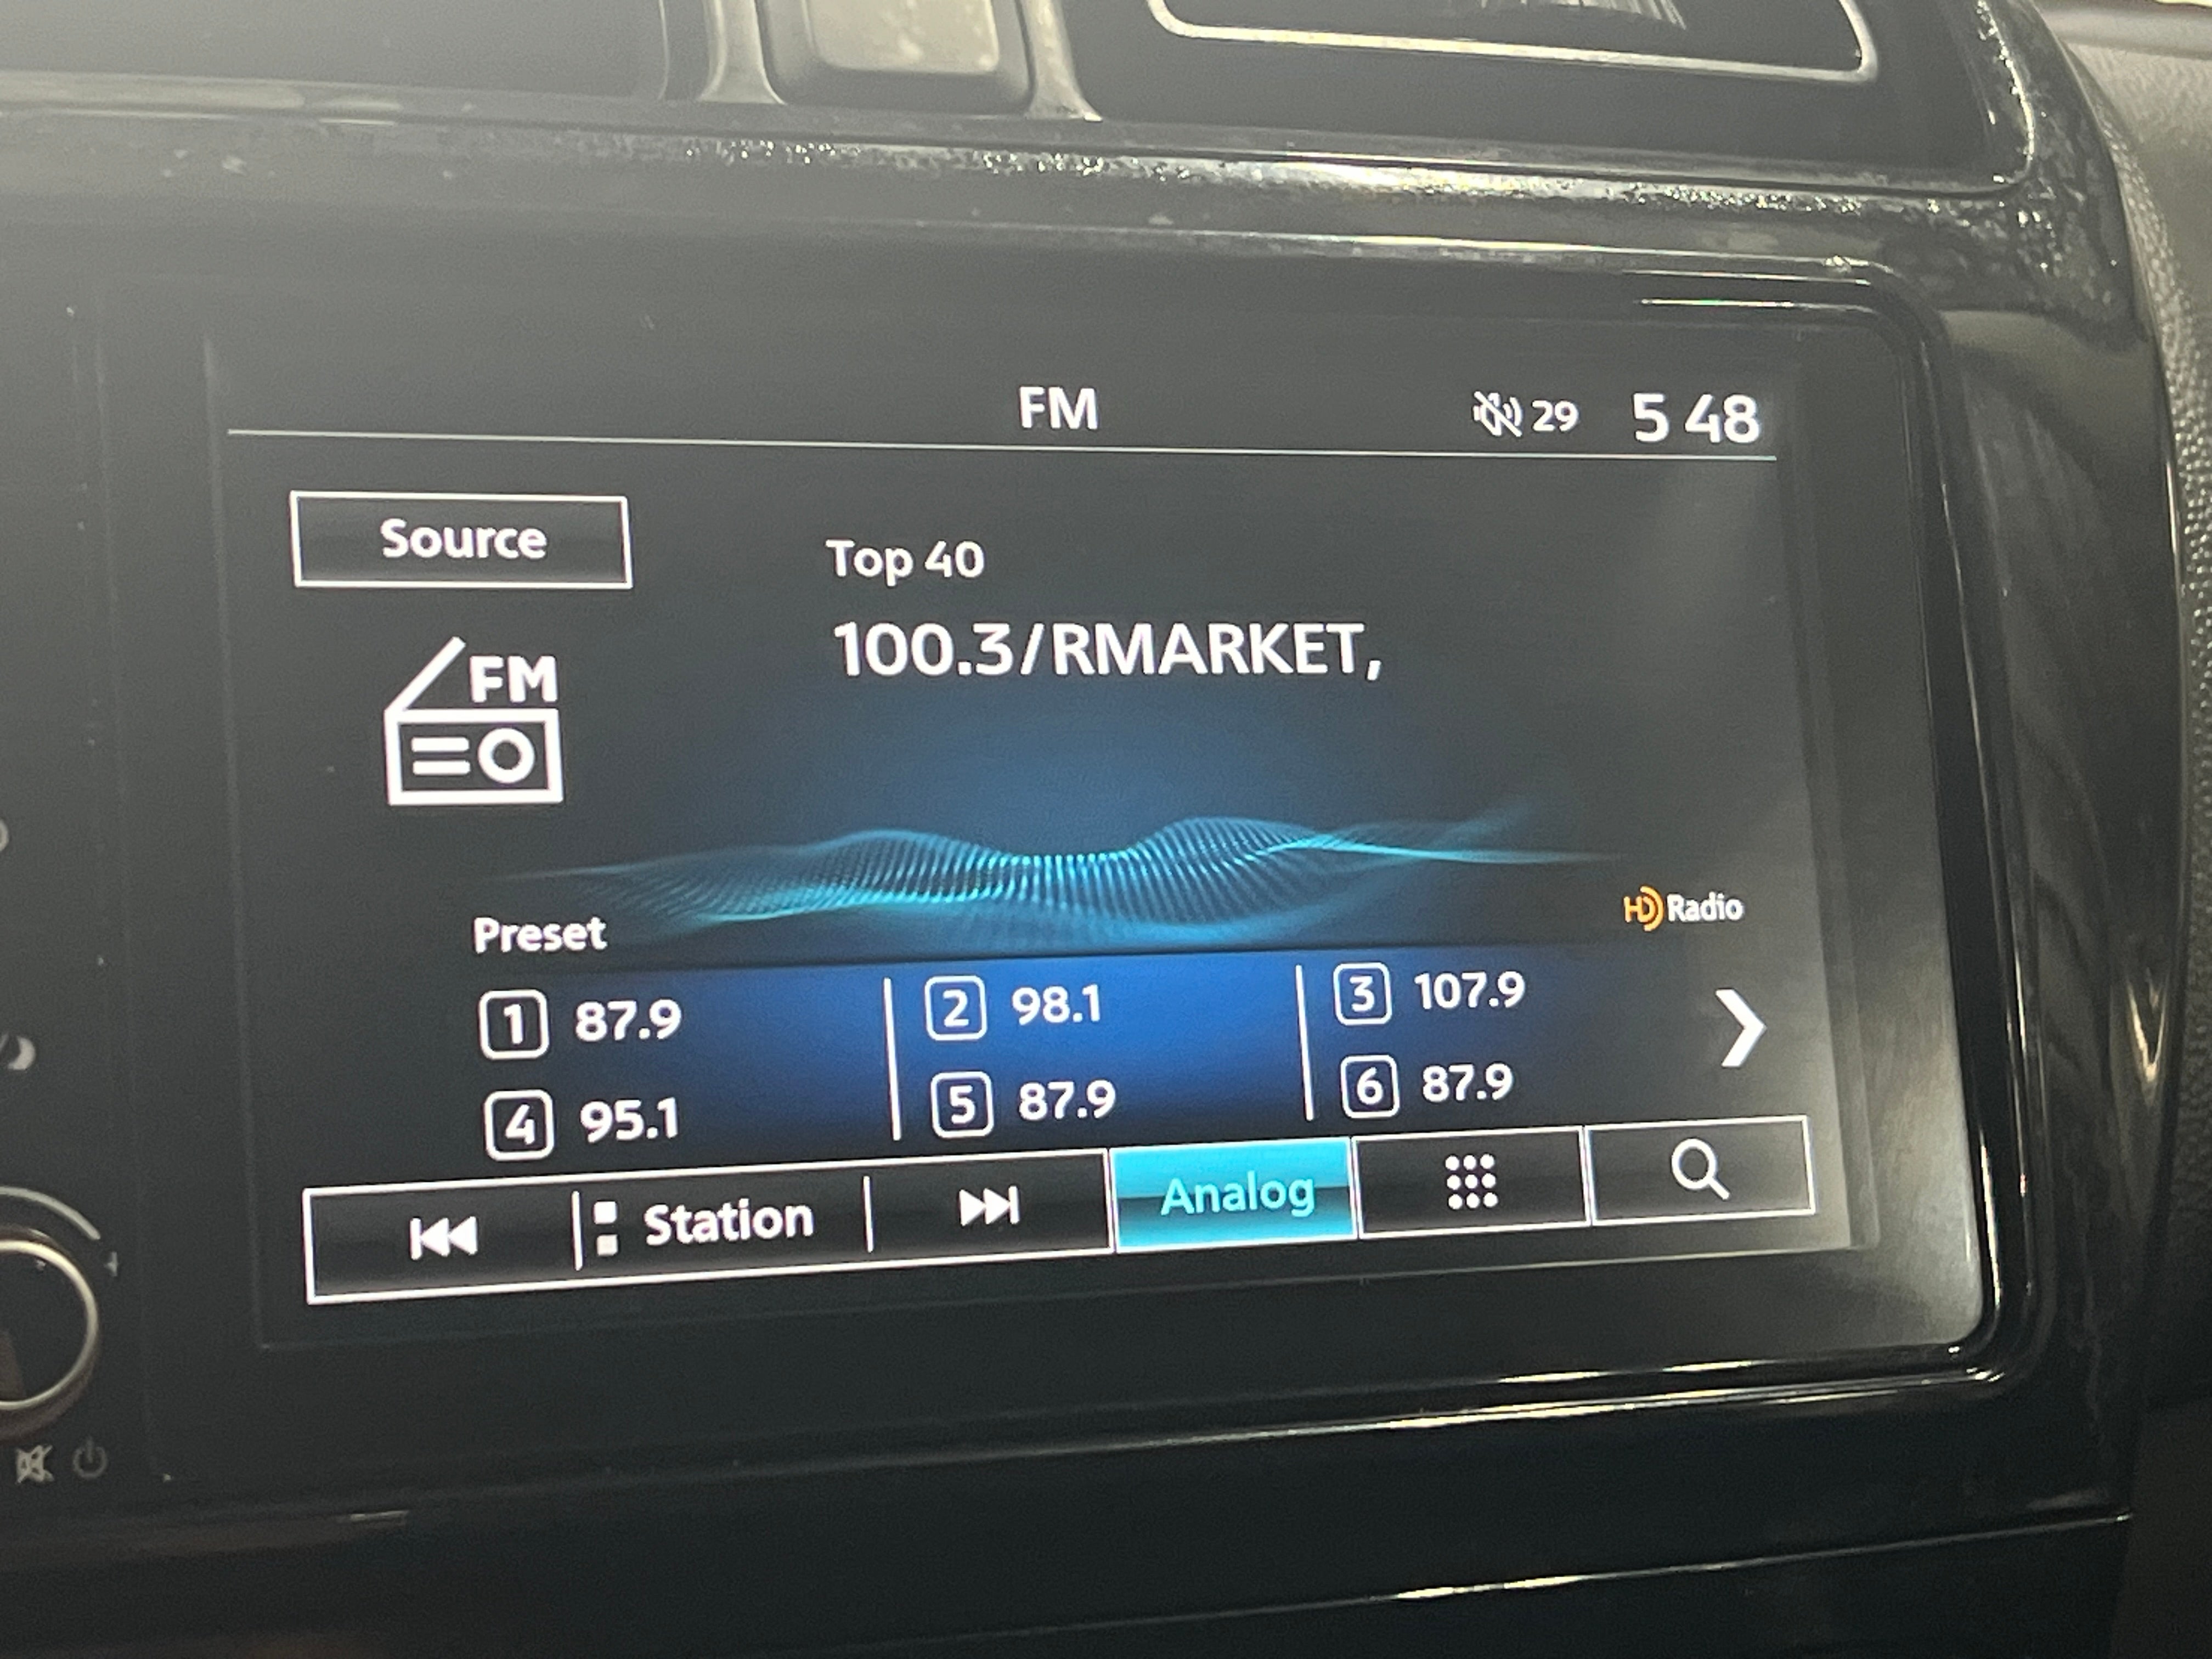 FM
29 5 48
Source
Top 40
100.3/RMARKET,
FM
HD Radio
Preset
1 87.9 2 98.1 3 107.9
4 95.1 5 87.9 6 87.9
Station Analog